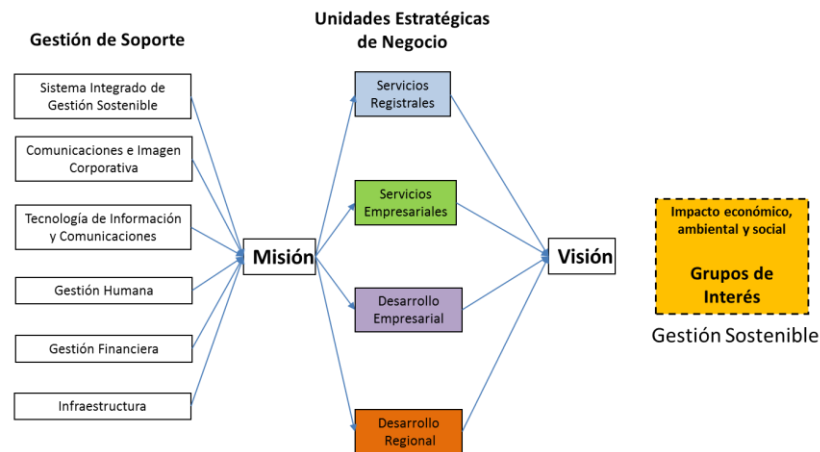 Gestión de Soporte
Sistema Integrado de
Gestión Sostenible
Comunicaciones e Imagen
Corporativa
Tecnología de Información
y Comunicaciones
Gestión Humana
Gestión Financiera
Infraestructura
Misión
Unidades Estratégicas
de Negocio
Servicios
Registrales
Servicios
Empresariales
Desarrollo
Empresarial
Desarrollo
Regional
Visión
Impacto económico,
ambiental y social
Grupos de
Interés
Gestión Sostenible